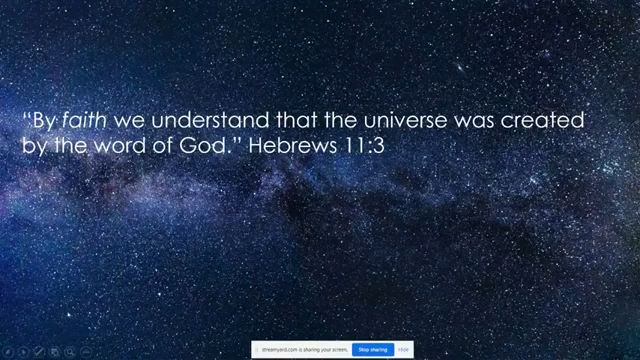 “By faith we understand that the universe was created
by the word of God.” Hebrews 11:3
streamyard.com is sharing your screen. Stop sharing Hide